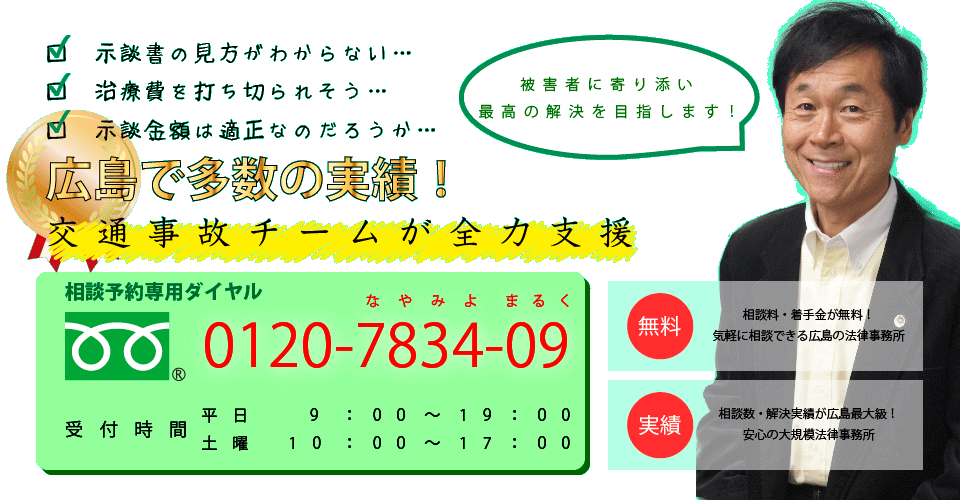 示談書の見方がわからない…
治療費を打ち切られそう…
示談金額は適正なのだろうか…
被害者に寄り添い
最高の解決を目指します！
広島で多数の実績！
交通事故チームが全力支援
相談予約専用ダイヤル
なやみよ まるく
0120-7834-09
®
受付時間
平日 9：00～19：00
土曜 10：00～17：00
無料
相談料・着手金が無料！
気軽に相談できる広島の法律事務所
実績
相談数・解決実績が広島最大級！
安心の大規模法律事務所